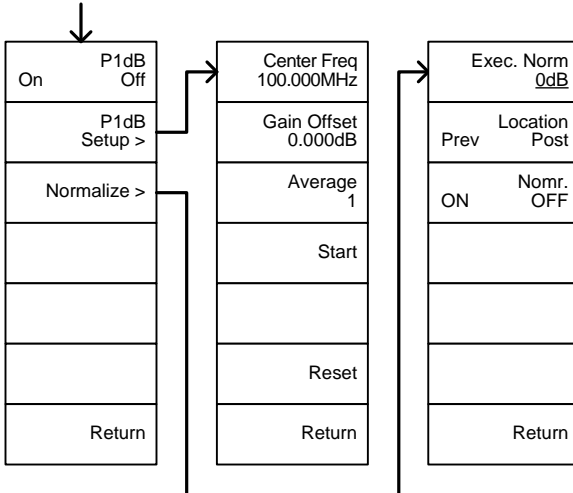 P1dB
On Off
P1dB
Setup >
Normalize >
Return
Center Freq
100.000MHz
Gain Offset
0.000dB
Average
1
Start
Reset
Return
Exec. Norm
0dB
Location
Prev Post
Nomr.
ON OFF
Return